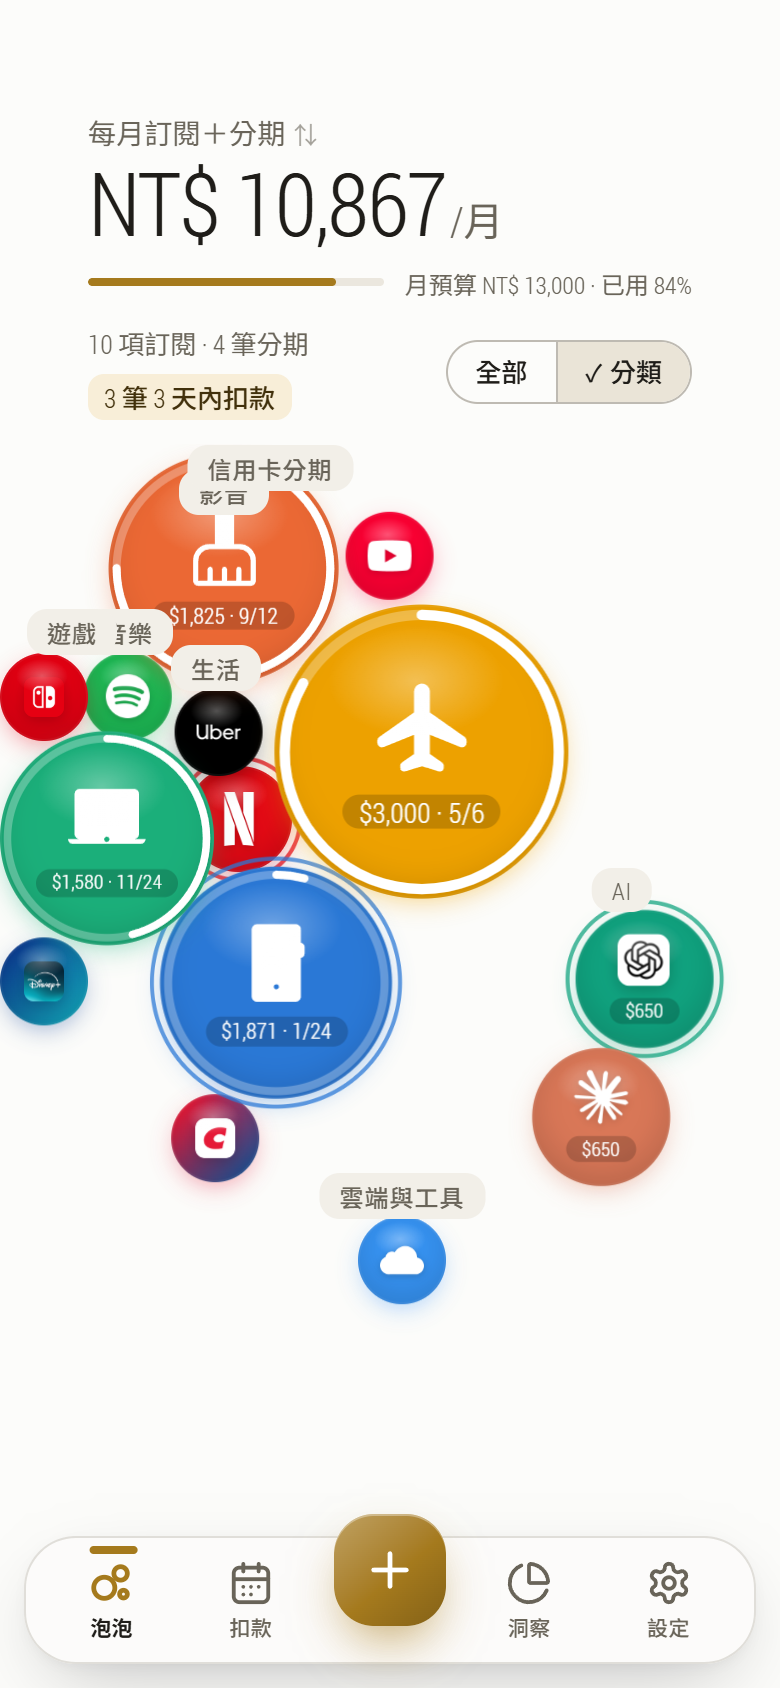 每月訂閱＋分期
NT$ 10,867/月
月預算 NT$ 13,000 · 已用 84%
10 項訂閱 · 4 筆分期
全部
✓ 分類
3 筆 3 天內扣款
信用卡分期
影音
$1,825 · 9/12
遊戲
音樂
生活
Uber
$3,000 · 5/6
N
$1,580 · 11/24
AI
Disney+
$650
$1,871 · 1/24
$650
雲端與工具
泡泡
扣款
洞察
設定